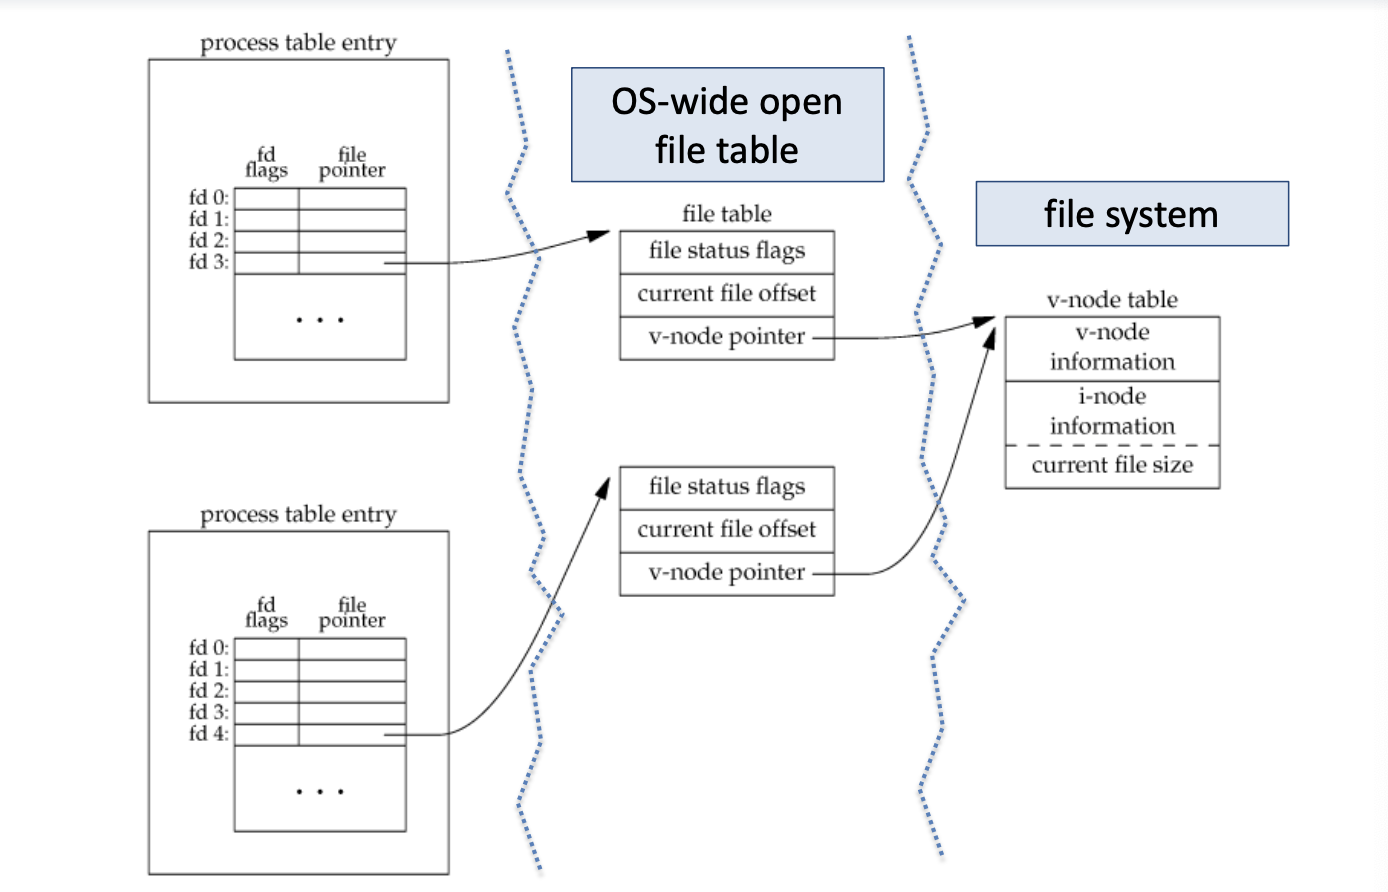 process table entry
fd
flags
file
pointer
fd 0:
fd 1:
fd 2:
fd 3:
. . .
process table entry
fd
flags
file
pointer
fd 0:
fd 1:
fd 2:
fd 3:
fd 4:
. . .
OS-wide open
file table
file table
file status flags
current file offset
v-node pointer
file status flags
current file offset
v-node pointer
file system
v-node table
v-node
information
i-node
information
current file size